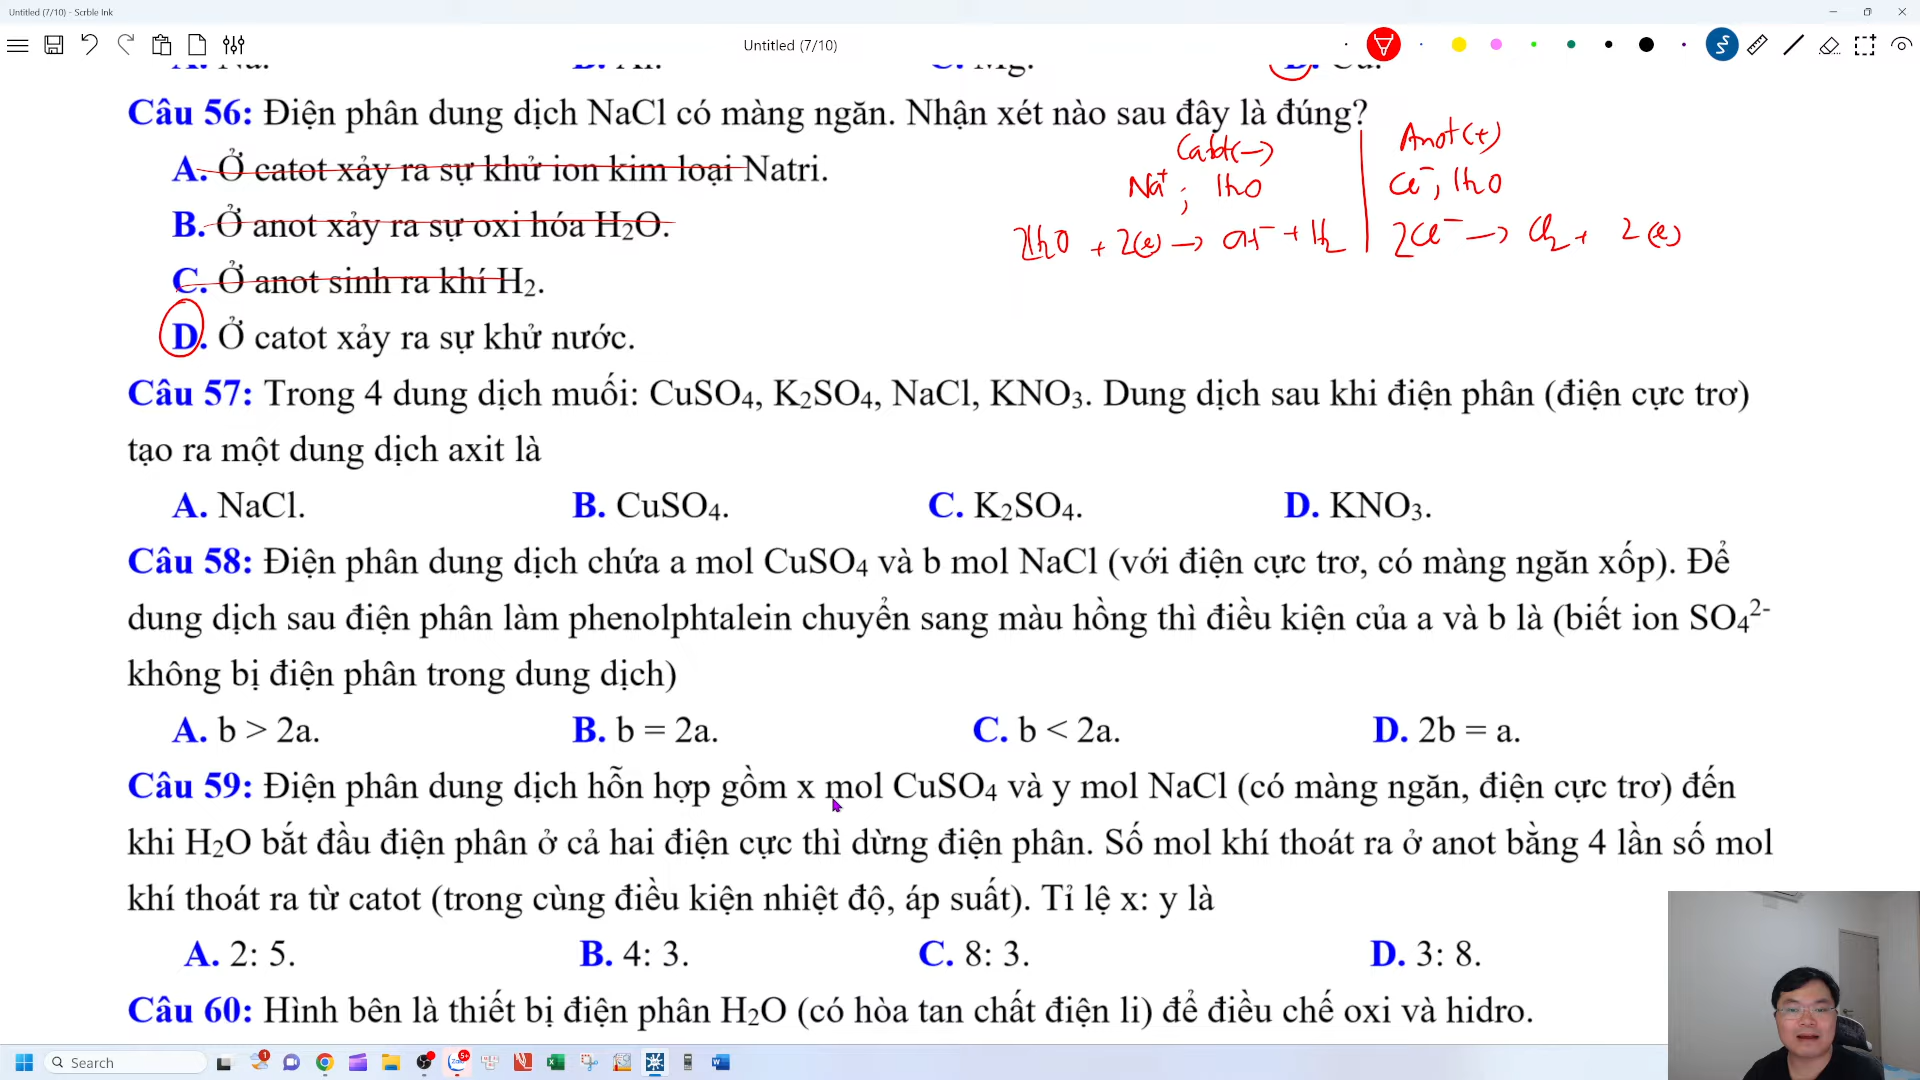 Untitled (7/10) - Scrble Ink
Untitled (7/10)
A. Na. B. Al. C. Mg. D. Cu.
Câu 56: Điện phân dung dịch NaCl có màng ngăn. Nhận xét nào sau đây là đúng?
A. Ở catot xảy ra sự khử ion kim loại Natri.
B. Ở anot xảy ra sự oxi hóa H₂O.
C. Ở anot sinh ra khí H₂.
D. Ở catot xảy ra sự khử nước.
Catot(-) Anot(+)
Na⁺; H₂O Cl⁻, H₂O
2H₂O + 2(e) → OH⁻ + H₂ 2Cl⁻ → Cl₂ + 2(e)
Câu 57: Trong 4 dung dịch muối: CuSO₄, K₂SO₄, NaCl, KNO₃. Dung dịch sau khi điện phân (điện cực trơ)
tạo ra một dung dịch axit là
A. NaCl. B. CuSO₄. C. K₂SO₄. D. KNO₃.
Câu 58: Điện phân dung dịch chứa a mol CuSO₄ và b mol NaCl (với điện cực trơ, có màng ngăn xốp). Để
dung dịch sau điện phân làm phenolphtalein chuyển sang màu hồng thì điều kiện của a và b là (biết ion SO₄²⁻
không bị điện phân trong dung dịch)
A. b > 2a. B. b = 2a. C. b < 2a. D. 2b = a.
Câu 59: Điện phân dung dịch hỗn hợp gồm x mol CuSO₄ và y mol NaCl (có màng ngăn, điện cực trơ) đến
khi H₂O bắt đầu điện phân ở cả hai điện cực thì dừng điện phân. Số mol khí thoát ra ở anot bằng 4 lần số mol
khí thoát ra từ catot (trong cùng điều kiện nhiệt độ, áp suất). Tỉ lệ x: y là
A. 2: 5. B. 4: 3. C. 8: 3. D. 3: 8.
Câu 60: Hình bên là thiết bị điện phân H₂O (có hòa tan chất điện li) để điều chế oxi và hidro.
Search